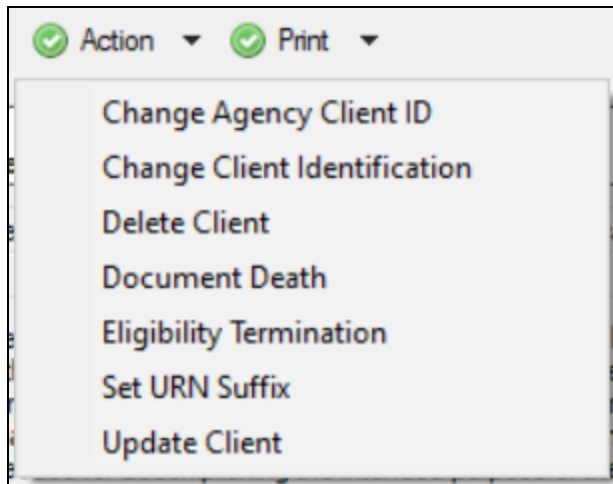 Action Print
Change Agency Client ID
Change Client Identification
Delete Client
Document Death
Eligibility Termination
Set URN Suffix
Update Client